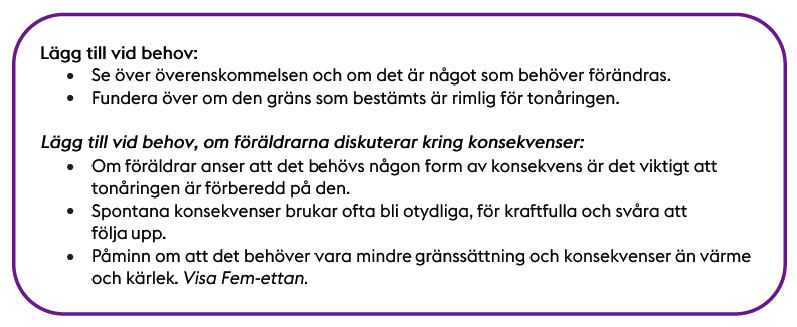 Lägg till vid behov:
• Se över överenskommelsen och om det är något som behöver förändras.
• Fundera över om den gräns som bestämts är rimlig för tonåringen.
Lägg till vid behov, om föräldrarna diskuterar kring konsekvenser:
• Om föräldrar anser att det behövs någon form av konsekvens är det viktigt att
tonåringen är förberedd på den.
• Spontana konsekvenser brukar ofta bli otydliga, för kraftfulla och svåra att
följa upp.
• Påminn om att det behöver vara mindre gränssättning och konsekvenser än värme
och kärlek. Visa Fem-ettan.